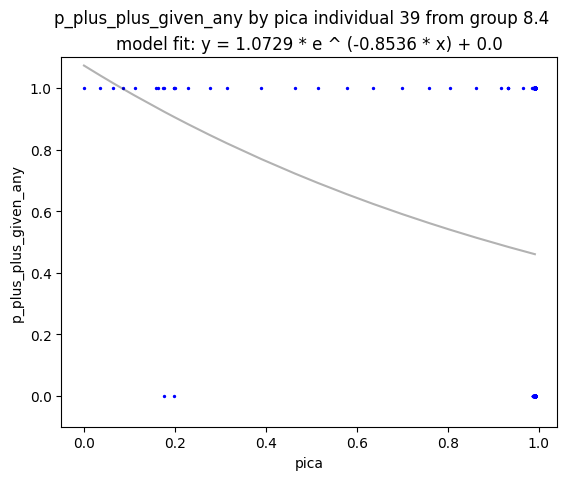 p_plus_plus_given_any by pica individual 39 from group 8.4
model fit: y = 1.0729 * e ^ (-0.8536 * x) + 0.0
1.0
0.8
0.6
0.4
0.2
0.0
p_plus_plus_given_any
0.0 0.2 0.4 0.6 0.8 1.0
pica